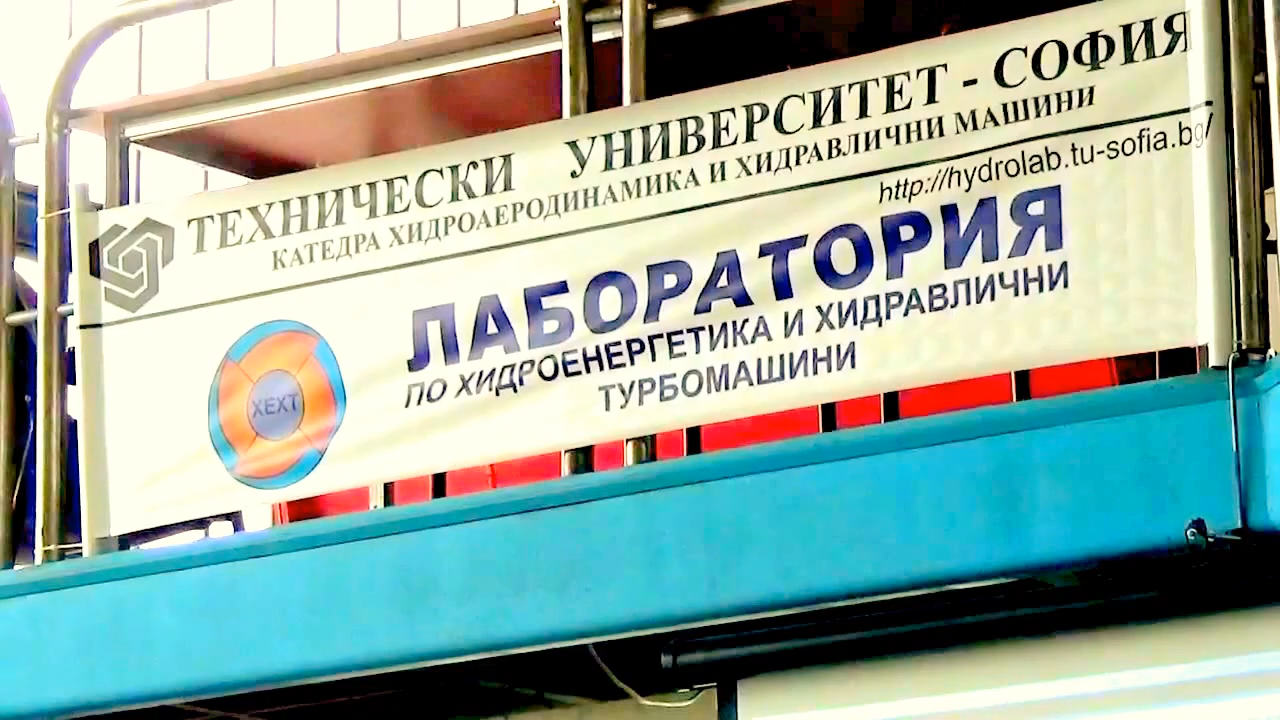 ТЕХНИЧЕСКИ УНИВЕРСИТЕТ - СОФИЯ
КАТЕДРА ХИДРОАЕРОДИНАМИКА И ХИДРАВЛИЧНИ МАШИНИ
http://hydrolab.tu-sofia.bg/
ЛАБОРАТОРИЯ
ПО ХИДРОЕНЕРГЕТИКА И ХИДРАВЛИЧНИ
ТУРБОМАШИНИ
ХЕХТ